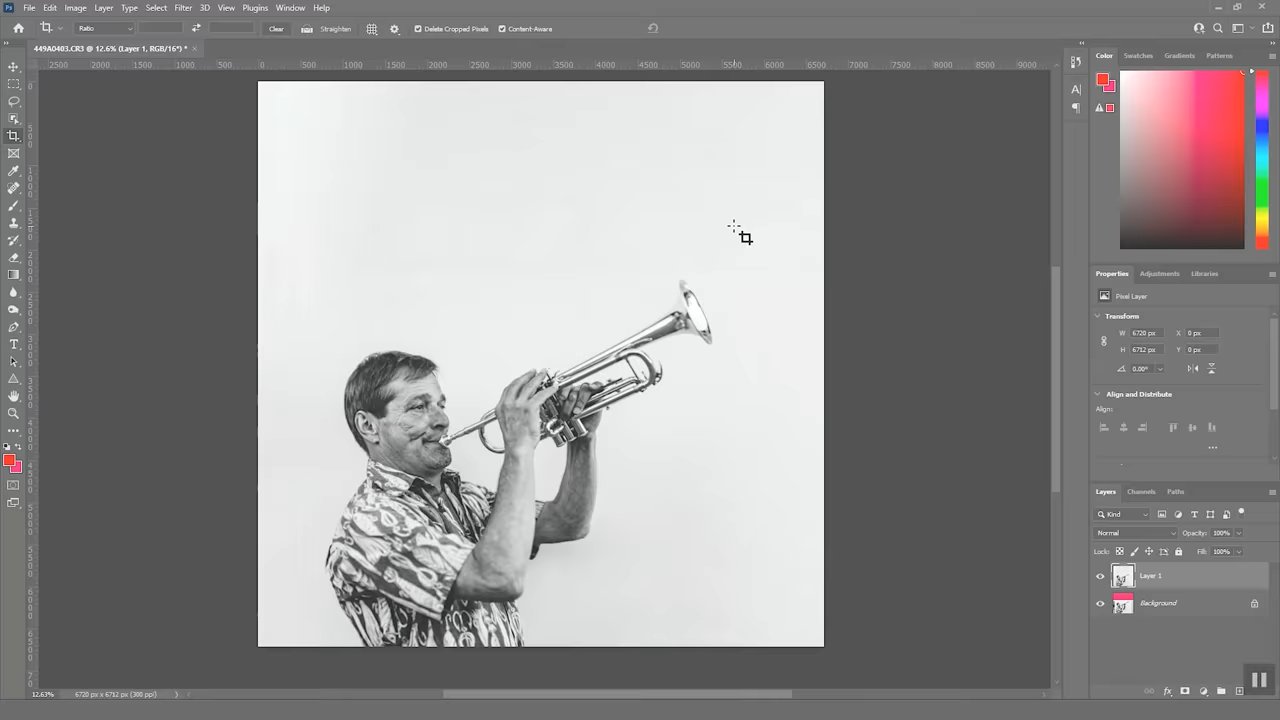 Ps File Edit Image Layer Type Select Filter 3D View Plugins Window Help
Ratio Clear Straighten Delete Cropped Pixels Content-Aware
449A0403.CR3 @ 12.6% (Layer 1, RGB/16*) * ×
2500 2000 1500 1000 500 0 500 1000 1500 2000 2500 3000 3500 4000 4500 5000 5500 6000 6500 7000 7500 8000 8500 9000
Color Swatches Gradients Patterns
Properties Adjustments Libraries
Pixel Layer
Transform
W 6720 px X 0 px
H 6712 px Y 0 px
0.00°
Align and Distribute
Align:
Layers Channels Paths
Kind
Normal Opacity: 100%
Lock: Fill: 100%
Layer 1
Background
12.63% 6720 px x 6712 px (300 ppi)